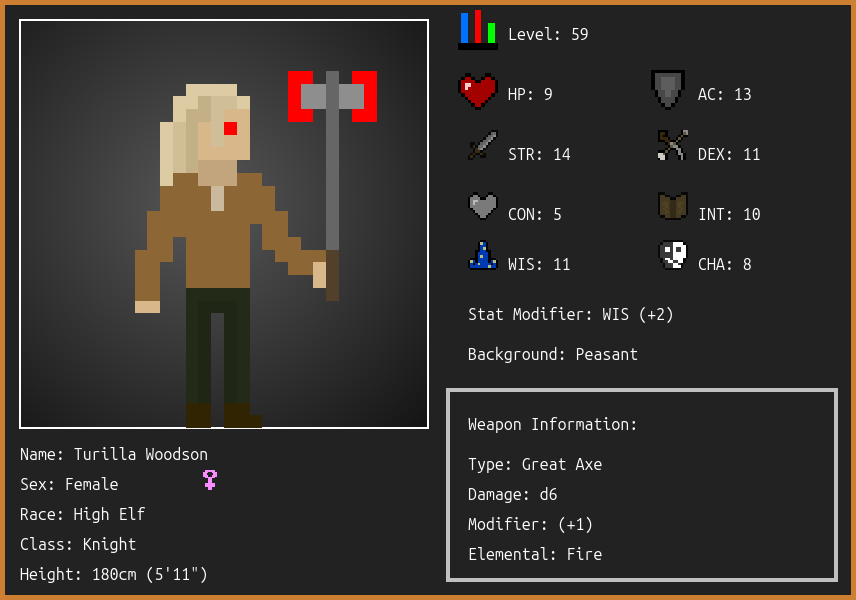 Level: 59
HP: 9
AC: 13
STR: 14
DEX: 11
CON: 5
INT: 10
WIS: 11
CHA: 8
Stat Modifier: WIS (+2)
Background: Peasant
Weapon Information:
Type: Great Axe
Damage: d6
Modifier: (+1)
Elemental: Fire
Name: Turilla Woodson
Sex: Female
Race: High Elf
Class: Knight
Height: 180cm (5'11")